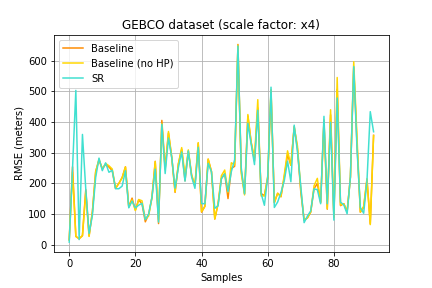 GEBCO dataset (scale factor: x4)
Baseline
Baseline (no HP)
SR
RMSE (meters)
600
500
400
300
200
100
0
0 20 40 60 80
Samples